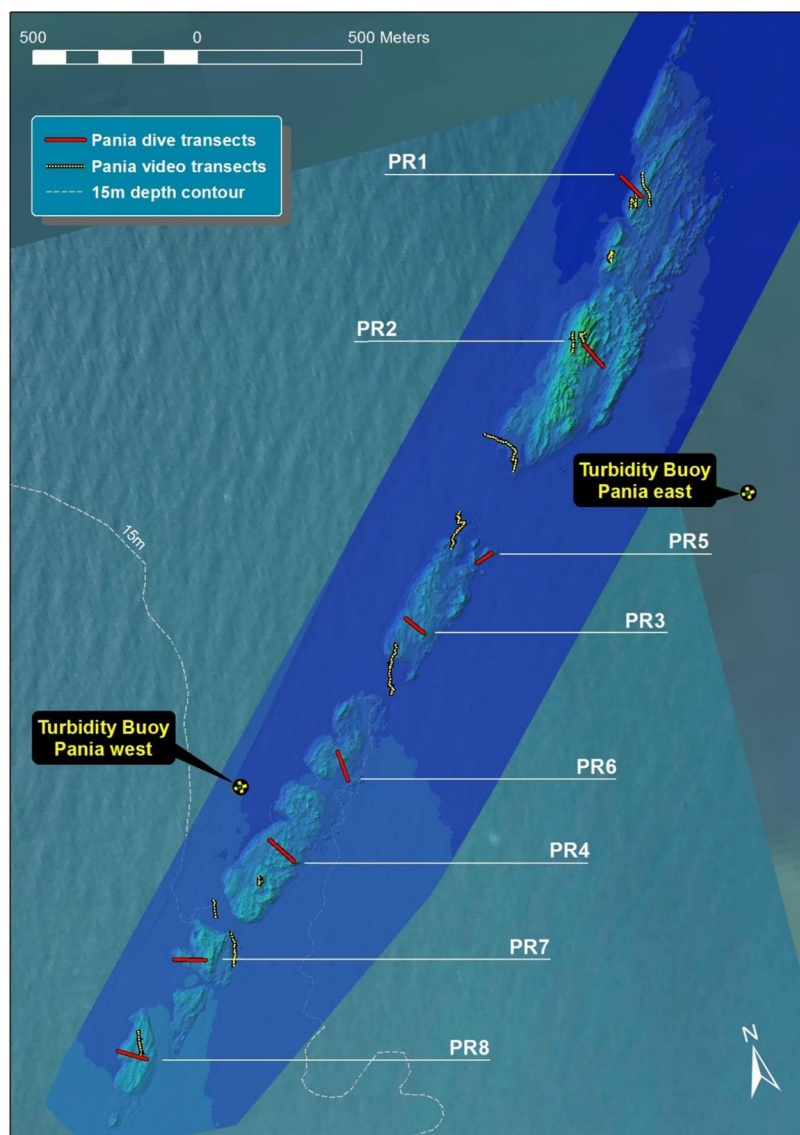 500 0 500 Meters
Pania dive transects
Pania video transects
15m depth contour
PR1
PR2
Turbidity Buoy
Pania east
15m
PR5
PR3
Turbidity Buoy
Pania west
PR6
PR4
PR7
N
PR8